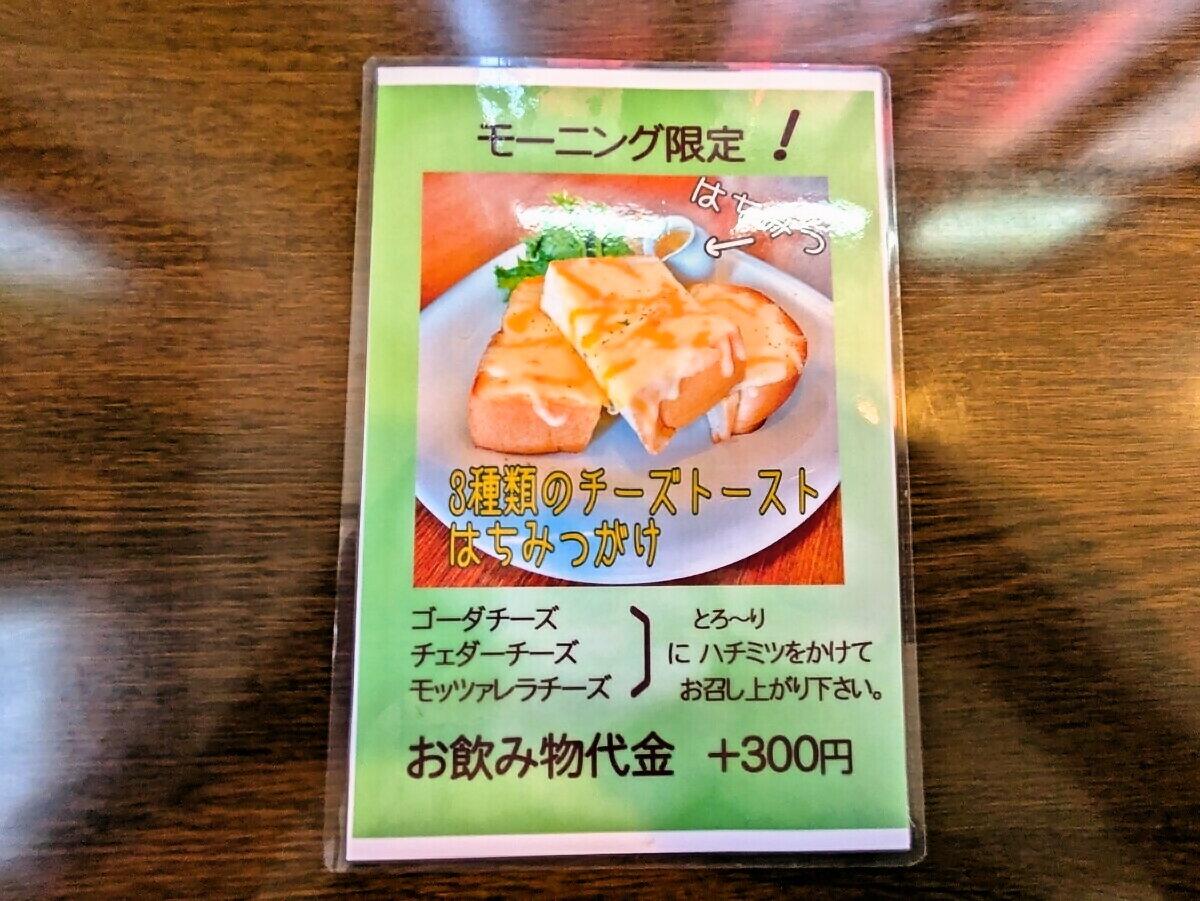 モーニング限定！
はちみつ
←
3種類のチーズトースト
はちみつがけ
ゴーダチーズ
チェダーチーズ
モッツァレラチーズ
とろ〜り
に ハチミツをかけて
お召し上がり下さい。
お飲み物代金 +300円